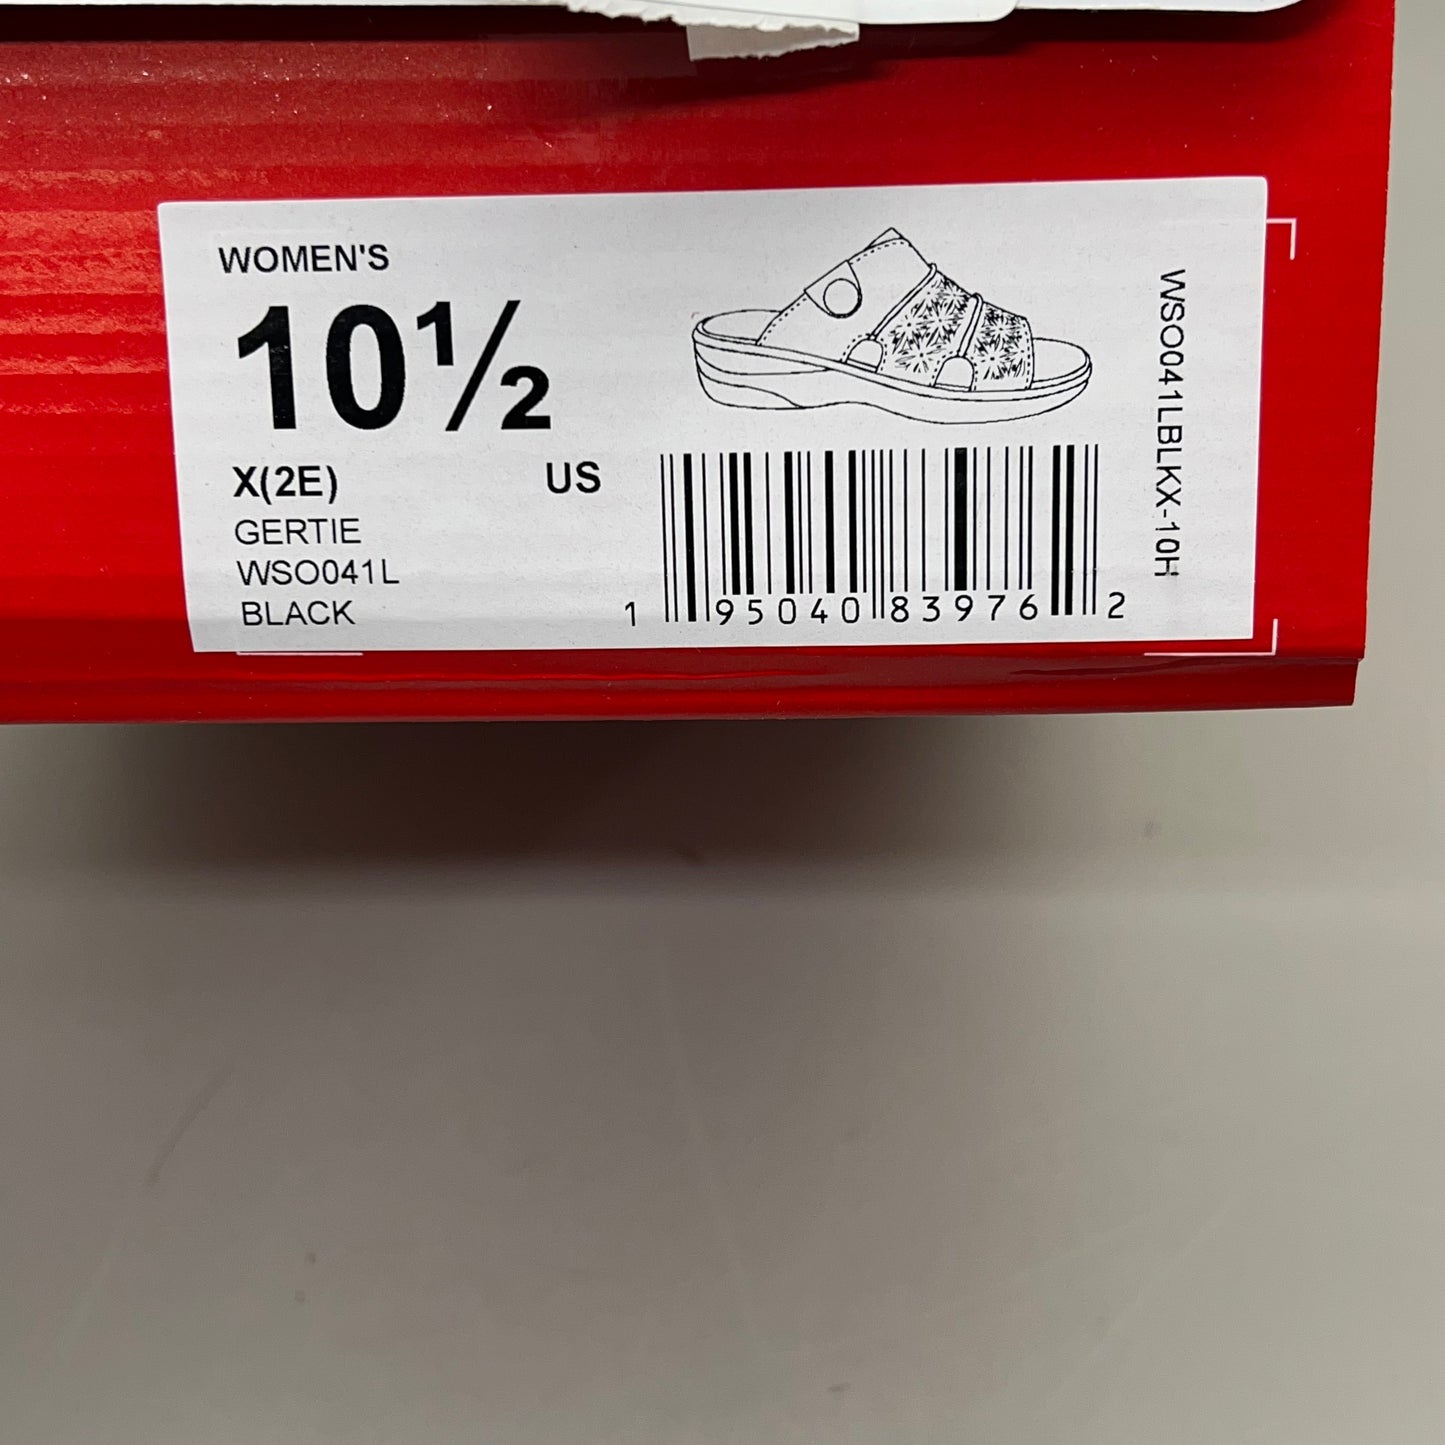 WOMEN'S
10½
X(2E) US
GERTIE
WSO041L
BLACK
1 95040 83976 2
WSO041LBLKX-10H